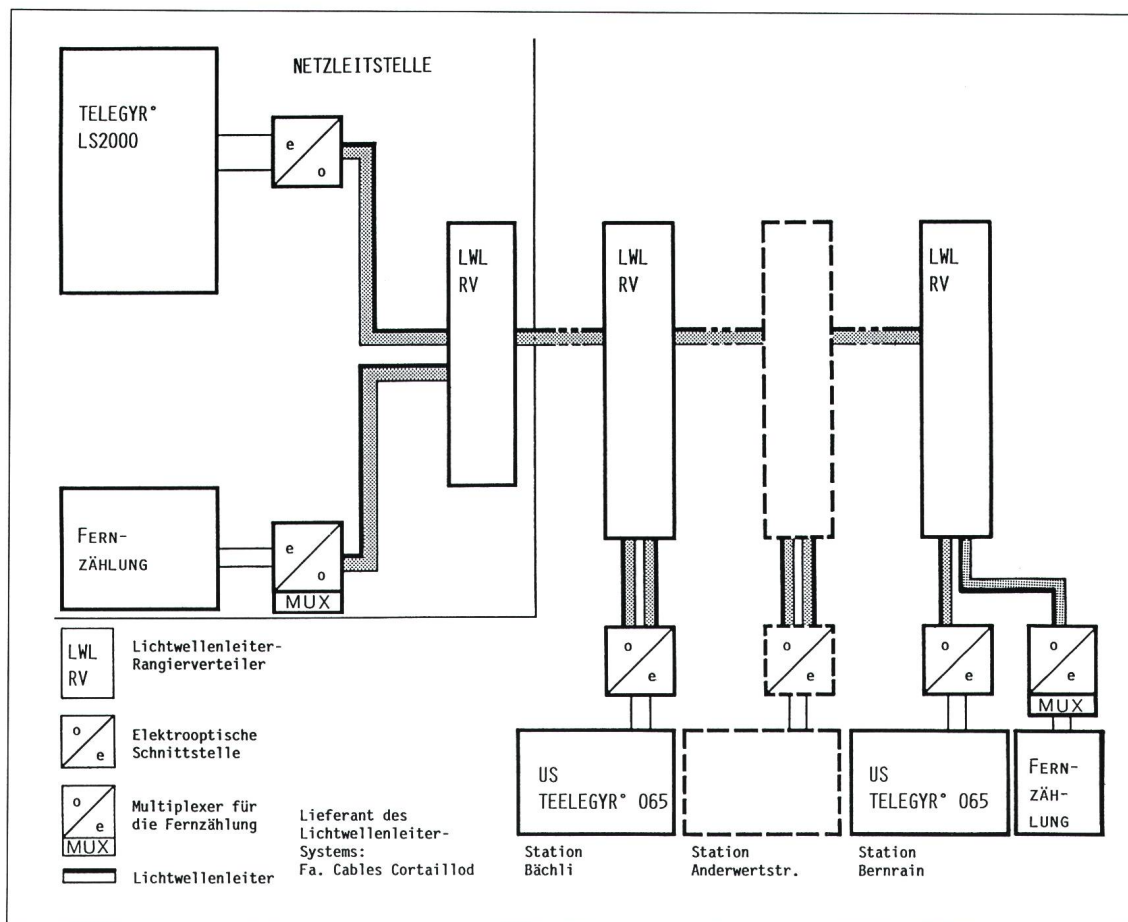 NETZLEITSTELLE
TELEGYR°
LS2000
e
o
LWL
RV
LWL
RV
LWL
RV
FERN-
ZÄHLUNG
e
o
MUX
o
e
o
e
o
e
o
e
MUX
US
TEELEGYR° 065
US
TELEGYR° 065
FERN-
ZÄH-
LUNG
Station
Bächli
Station
Anderwertstr.
Station
Bernrain
LWL
RV
Lichtwellenleiter-
Rangierverteiler
o
e
Elektrooptische
Schnittstelle
o
e
MUX
Multiplexer für
die Fernzählung
Lichtwellenleiter
Lieferant des
Lichtwellenleiter-
Systems:
Fa. Cables Cortaillod